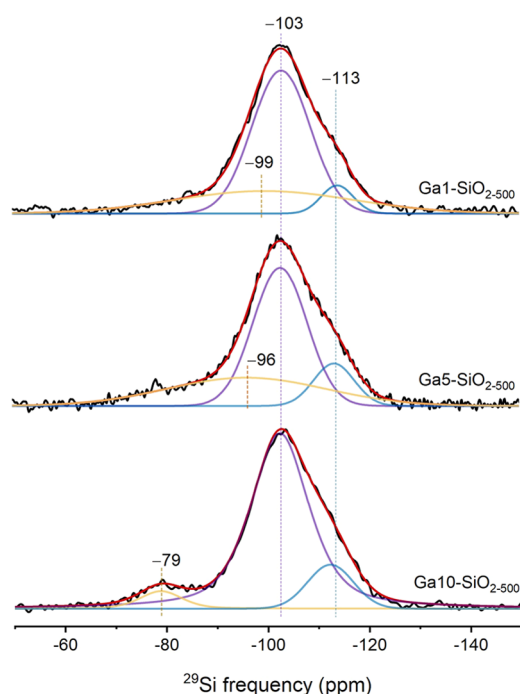 −103
−113
−99
Ga1-SiO₂₋₅₀₀
−96
Ga5-SiO₂₋₅₀₀
−79
Ga10-SiO₂₋₅₀₀
-60 -80 -100 -120 -140
²⁹Si frequency (ppm)